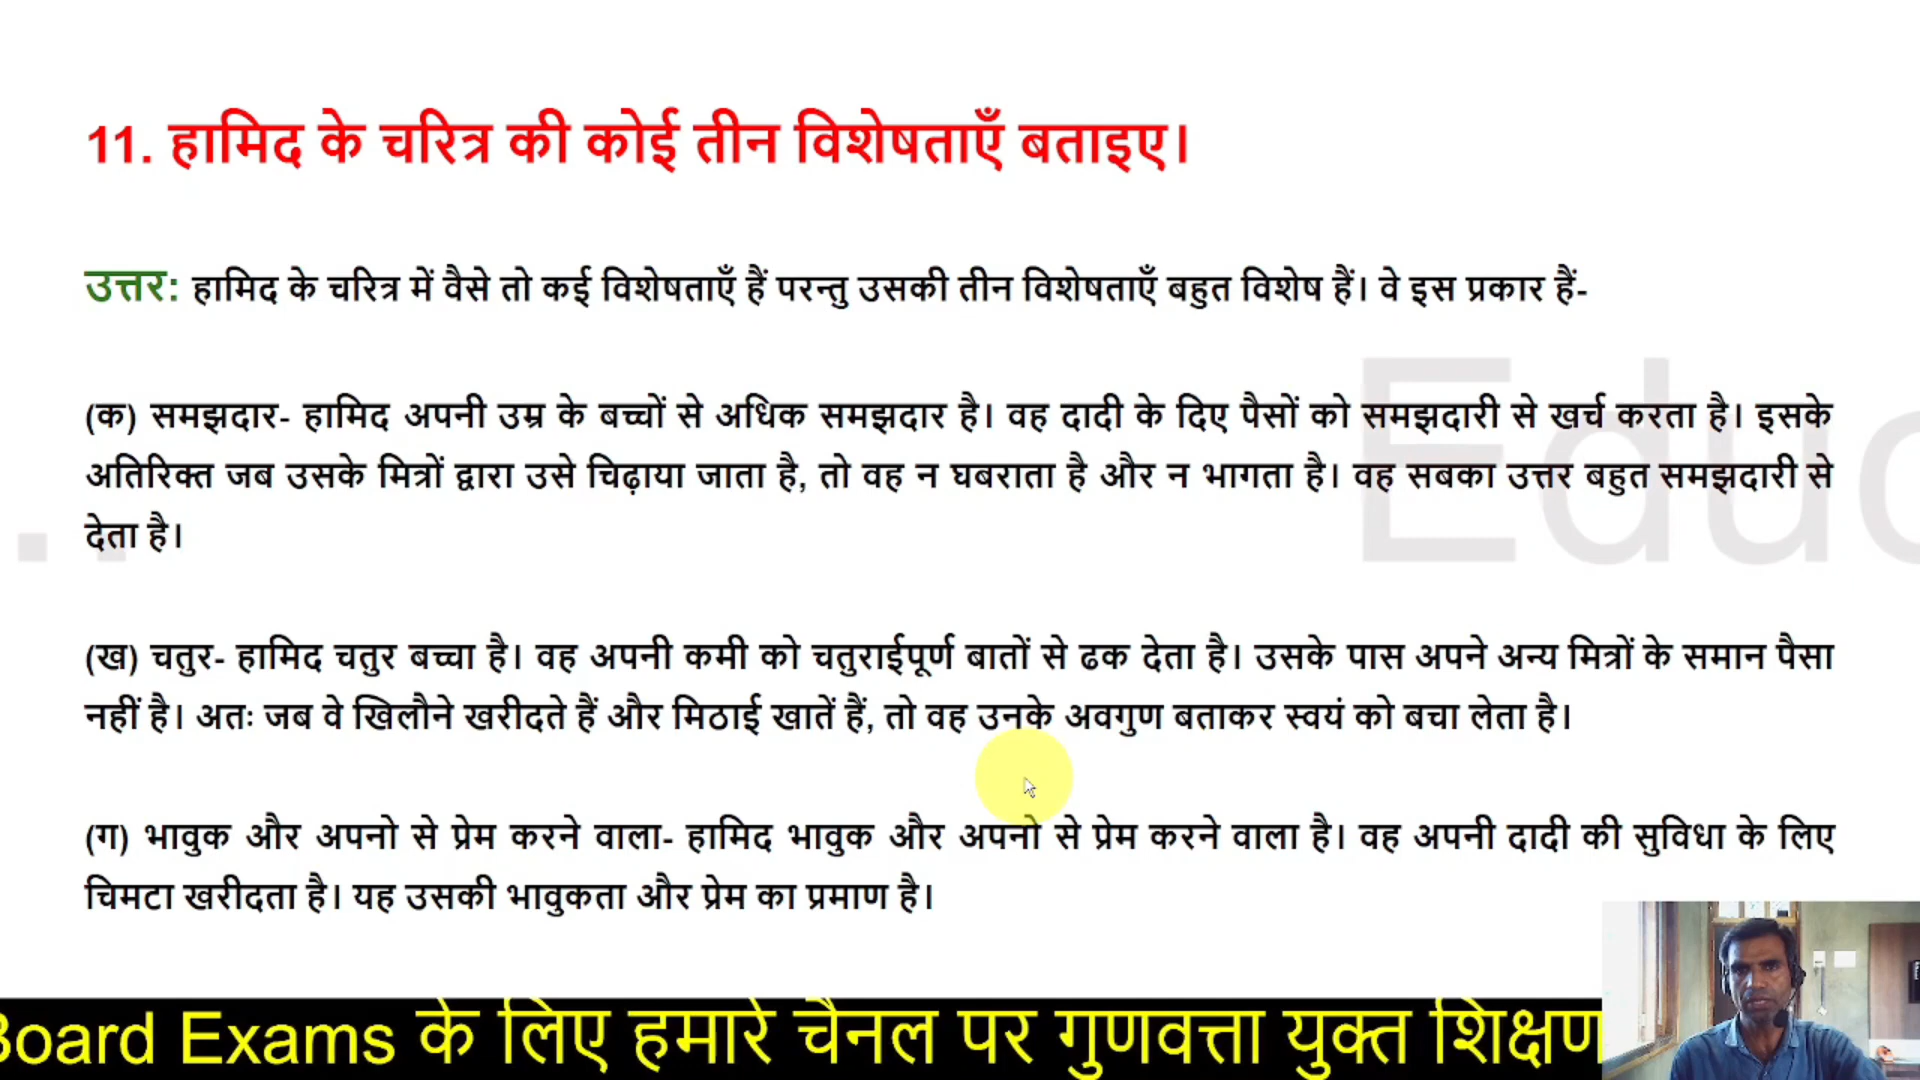 11. हामिद के चरित्र की कोई तीन विशेषताएँ बताइए।
उत्तर: हामिद के चरित्र में वैसे तो कई विशेषताएँ हैं परन्तु उसकी तीन विशेषताएँ बहुत विशेष हैं। वे इस प्रकार हैं-
(क) समझदार- हामिद अपनी उम्र के बच्चों से अधिक समझदार है। वह दादी के दिए पैसों को समझदारी से खर्च करता है। इसके
अतिरिक्त जब उसके मित्रों द्वारा उसे चिढ़ाया जाता है, तो वह न घबराता है और न भागता है। वह सबका उत्तर बहुत समझदारी से
देता है।
.. Educ
(ख) चतुर- हामिद चतुर बच्चा है। वह अपनी कमी को चतुराईपूर्ण बातों से ढक देता है। उसके पास अपने अन्य मित्रों के समान पैसा
नहीं है। अतः जब वे खिलौने खरीदते हैं और मिठाई खातें हैं, तो वह उनके अवगुण बताकर स्वयं को बचा लेता है।
(ग) भावुक और अपनो से प्रेम करने वाला- हामिद भावुक और अपनो से प्रेम करने वाला है। वह अपनी दादी की सुविधा के लिए
चिमटा खरीदता है। यह उसकी भावुकता और प्रेम का प्रमाण है।
Board Exams के लिए हमारे चैनल पर गुणवत्ता युक्त शिक्षण